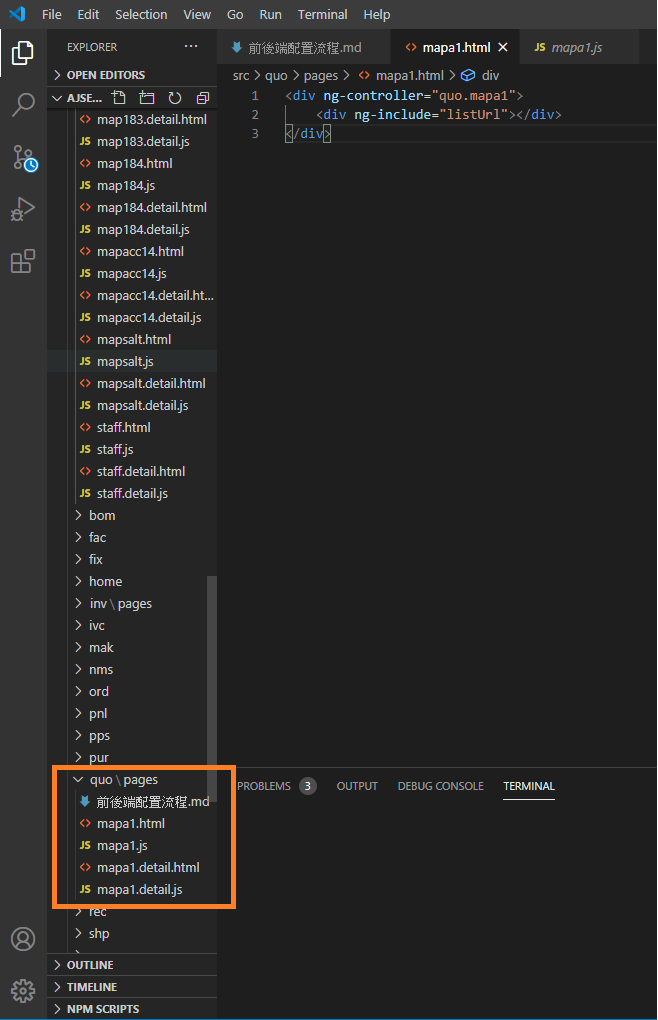 File Edit Selection View Go Run Terminal Help
EXPLORER ···
OPEN EDITORS
AJSE...
map183.detail.html
JS map183.detail.js
map184.html
JS map184.js
map184.detail.html
JS map184.detail.js
mapacc14.html
JS mapacc14.js
mapacc14.detail.ht...
JS mapacc14.detail.js
mapsalt.html
JS mapsalt.js
mapsalt.detail.html
JS mapsalt.detail.js
staff.html
JS staff.js
staff.detail.html
JS staff.detail.js
bom
fac
fix
home
inv \ pages
ivc
mak
nms
ord
pnl
pps
pur
quo \ pages
前後端配置流程.md
mapa1.html
JS mapa1.js
mapa1.detail.html
JS mapa1.detail.js
rec
shp
OUTLINE
TIMELINE
NPM SCRIPTS
前後端配置流程.md
mapa1.html
JS mapa1.js
src > quo > pages > mapa1.html > div
1 <div ng-controller="quo.mapa1">
2 <div ng-include="listUrl"></div>
3 </div>
PROBLEMS 3 OUTPUT DEBUG CONSOLE TERMINAL